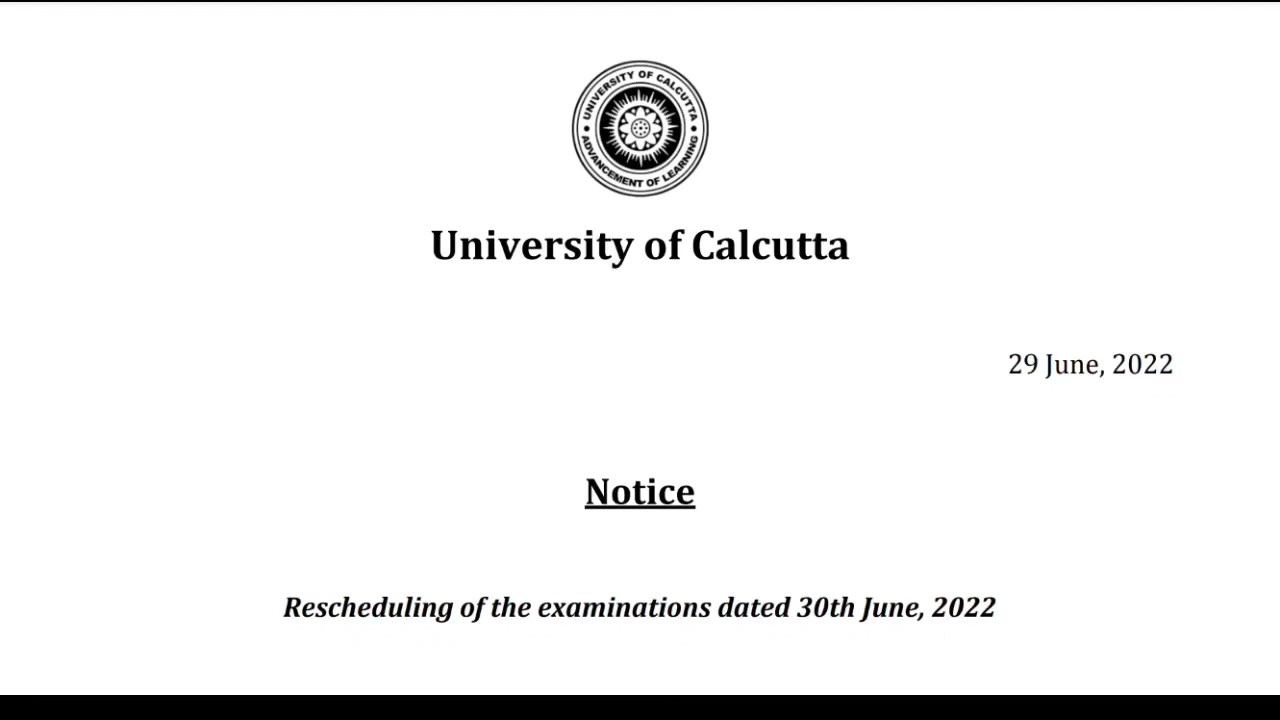 UNIVERSITY OF CALCUTTA
ADVANCEMENT OF LEARNING
University of Calcutta
29 June, 2022
Notice
Rescheduling of the examinations dated 30th June, 2022